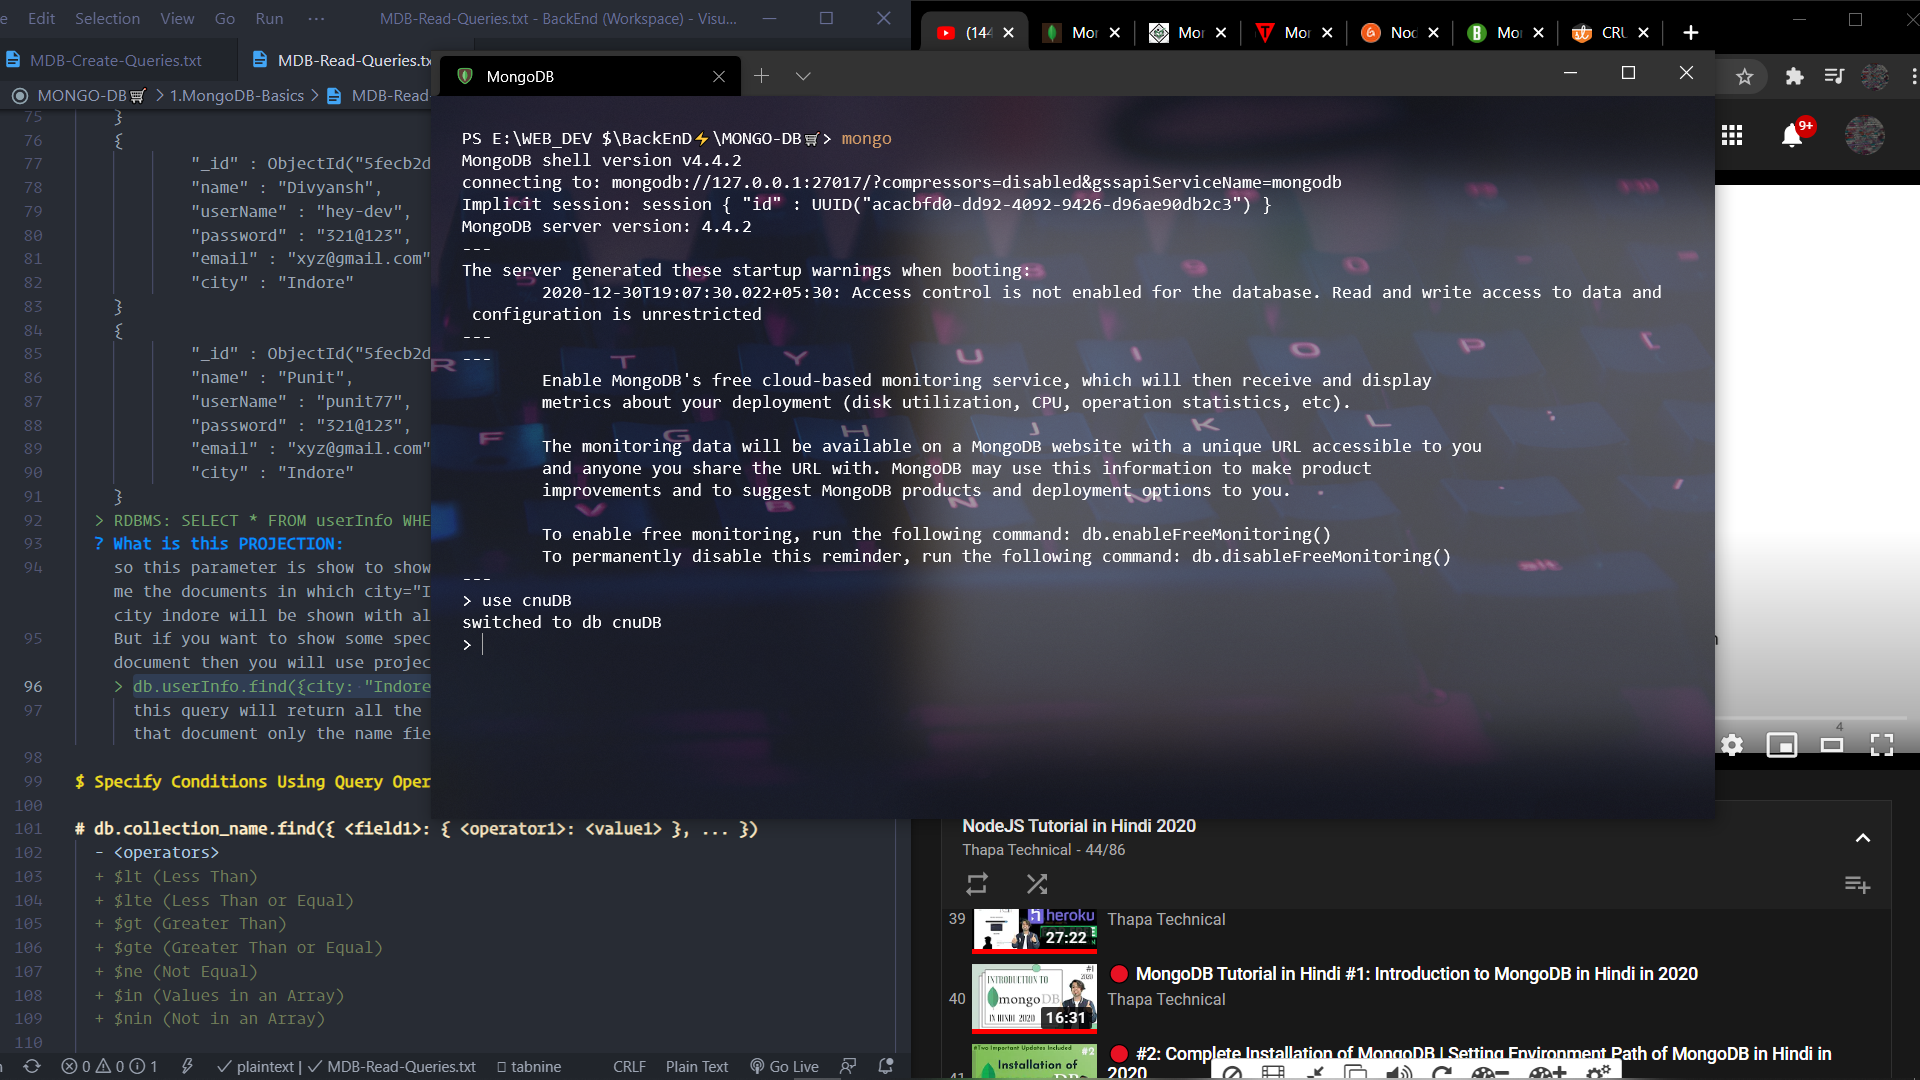 Edit Selection View Go Run ··· MDB-Read-Queries.txt - BackEnd (Workspace) - Visu...
MDB-Create-Queries.txt MDB-Read-Queries.tx
MONGO-DB🛒 > 1.MongoDB-Basics > MDB-Read-
75 }
76 {
77 "_id" : ObjectId("5fecb2d
78 "name" : "Divyansh",
79 "userName" : "hey-dev",
80 "password" : "321@123",
81 "email" : "xyz@gmail.com"
82 "city" : "Indore"
83 }
84 {
85 "_id" : ObjectId("5fecb2d
86 "name" : "Punit",
87 "userName" : "punit77",
88 "password" : "321@123",
89 "email" : "xyz@gmail.com"
90 "city" : "Indore"
91 }
92 > RDBMS: SELECT * FROM userInfo WHE
93 ? What is this PROJECTION:
94 so this parameter is show to show
me the documents in which city="I
city indore will be shown with al
95 But if you want to show some spec
document then you will use projec
96 > db.userInfo.find({city: "Indore
97 this query will return all the
that document only the name fie
98
99 $ Specify Conditions Using Query Oper
100
101 # db.collection_name.find({ <field1>: { <operator1>: <value1> }, ... })
102 - <operators>
103 + $lt (Less Than)
104 + $lte (Less Than or Equal)
105 + $gt (Greater Than)
106 + $gte (Greater Than or Equal)
107 + $ne (Not Equal)
108 + $in (Values in an Array)
109 + $nin (Not in an Array)
110
0 0 1 plaintext | MDB-Read-Queries.txt tabnine CRLF Plain Text Go Live
MongoDB
PS E:\WEB_DEV $\BackEnD⚡\MONGO-DB🛒> mongo
MongoDB shell version v4.4.2
connecting to: mongodb://127.0.0.1:27017/?compressors=disabled&gssapiServiceName=mongodb
Implicit session: session { "id" : UUID("acacbfd0-dd92-4092-9426-d96ae90db2c3") }
MongoDB server version: 4.4.2
---
The server generated these startup warnings when booting:
2020-12-30T19:07:30.022+05:30: Access control is not enabled for the database. Read and write access to data and
configuration is unrestricted
---
---
Enable MongoDB's free cloud-based monitoring service, which will then receive and display
metrics about your deployment (disk utilization, CPU, operation statistics, etc).
The monitoring data will be available on a MongoDB website with a unique URL accessible to you
and anyone you share the URL with. MongoDB may use this information to make product
improvements and to suggest MongoDB products and deployment options to you.
To enable free monitoring, run the following command: db.enableFreeMonitoring()
To permanently disable this reminder, run the following command: db.disableFreeMonitoring()
---
> use cnuDB
switched to db cnuDB
>
(144 Mon Mon Mon Nod Mon CRU
9+
4
NodeJS Tutorial in Hindi 2020
Thapa Technical - 44/86
39 heroku 27:22 Thapa Technical
40 INTRODUCTION TO mongoDB IN HINDI 2020 #1 2020 16:31
🔴 MongoDB Tutorial in Hindi #1: Introduction to MongoDB in Hindi in 2020
Thapa Technical
41 #Two-Important Updates Included #2 Installation of
🔴 #2: Complete Installation of MongoDB | Setting Environment Path of MongoDB in Hindi in
2020